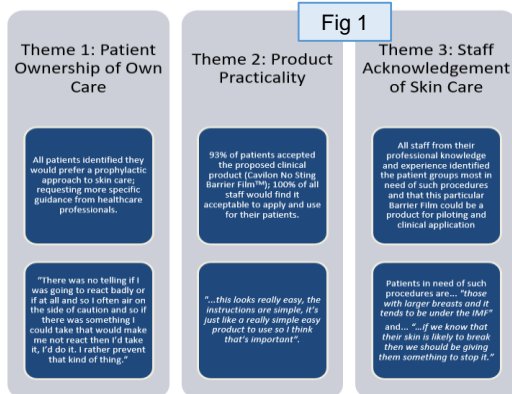 Fig 1
Theme 1: Patient
Ownership of Own
Care
All patients identified they
would prefer a prophylactic
approach to skin care;
requesting more specific
guidance from healthcare
professionals.
"There was no telling if I
was going to react badly or
if at all and so I often air on
the side of caution and so if
there was something I
could take that would make
me not react then I'd take
it, I'd do it. I rather prevent
that kind of thing."
Theme 2: Product
Practicality
93% of patients accepted
the proposed clinical
product (Cavilon No Sting
Barrier Film™); 100% of all
staff would find it
acceptable to apply and use
for their patients.
"...this looks really easy, the
instructions are simple, it's
just like a really simple easy
product to use so I think
that's important".
Theme 3: Staff
Acknowledgement
of Skin Care
All staff from their
professional knowledge
and experience identified
the patient groups most in
need of such procedures
and that this particular
Barrier Film could be a
product for piloting and
clinical application
Patients in need of such
procedures are... "those
with larger breasts and it
tends to be under the IMF"
and... "...if we know that
their skin is likely to break
then we should be giving
them something to stop it."